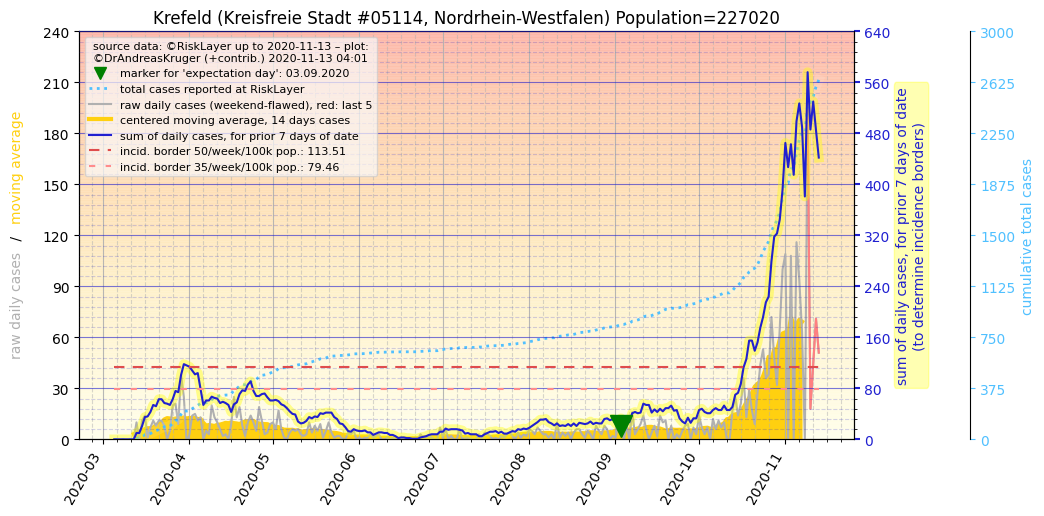 Krefeld (Kreisfreie Stadt #05114, Nordrhein-Westfalen) Population=227020
source data: ©RiskLayer up to 2020-11-13 – plot:
©DrAndreasKruger (+contrib.) 2020-11-13 04:01
marker for 'expectation day': 03.09.2020
total cases reported at RiskLayer
raw daily cases (weekend-flawed), red: last 5
centered moving average, 14 days cases
sum of daily cases, for prior 7 days of date
incid. border 50/week/100k pop.: 113.51
incid. border 35/week/100k pop.: 79.46
raw daily cases / moving average
240
210
180
150
120
90
60
30
0
2020-03
2020-04
2020-05
2020-06
2020-07
2020-08
2020-09
2020-10
2020-11
640
560
480
400
320
240
160
80
0
sum of daily cases, for prior 7 days of date
(to determine incidence borders)
3000
2625
2250
1875
1500
1125
750
375
0
cumulative total cases